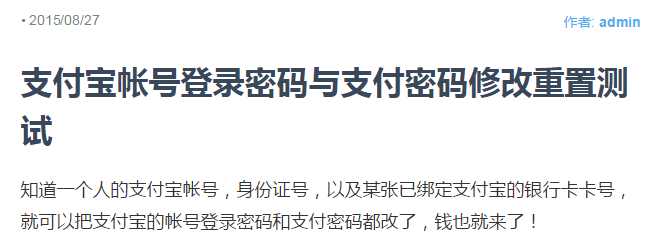 • 2015/08/27 作者: admin
支付宝帐号登录密码与支付密码修改重置测
试
知道一个人的支付宝帐号，身份证号，以及某张已绑定支付宝的银行卡卡号，
就可以把支付宝的帐号登录密码和支付密码都改了，钱也就来了！